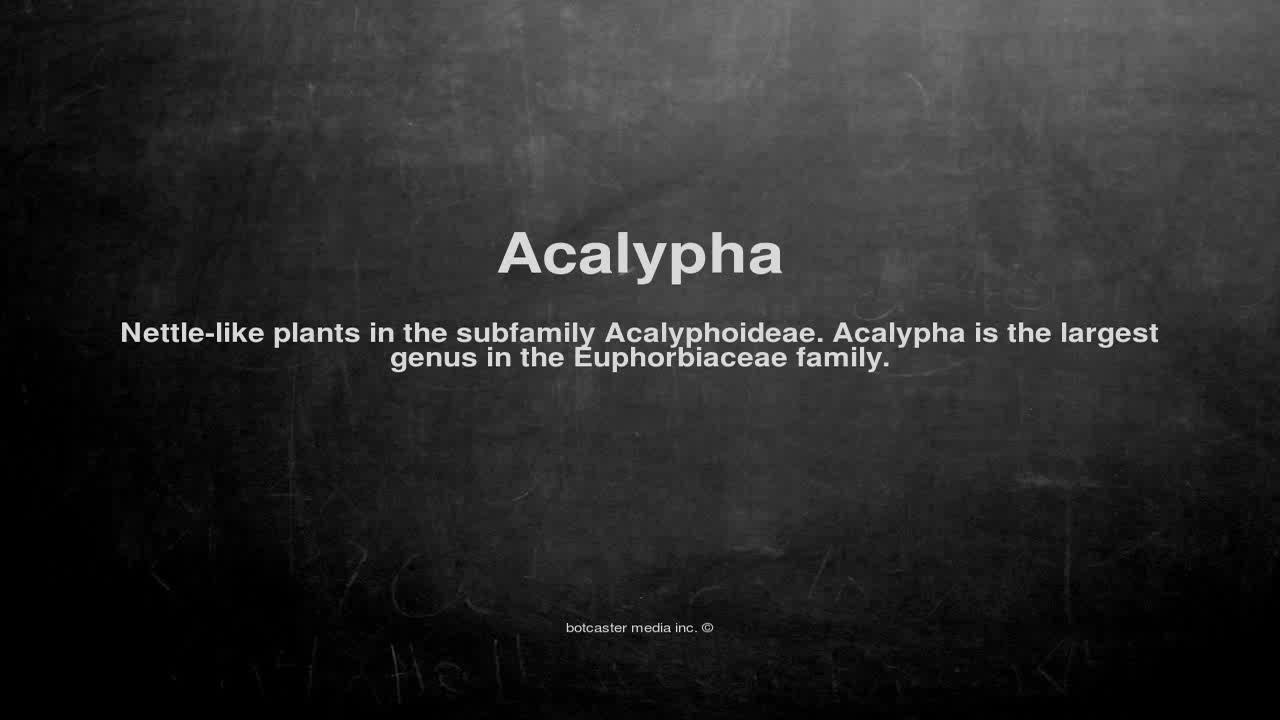 Acalypha
Nettle-like plants in the subfamily Acalyphoideae. Acalypha is the largest
genus in the Euphorbiaceae family.
botcaster media inc. ©